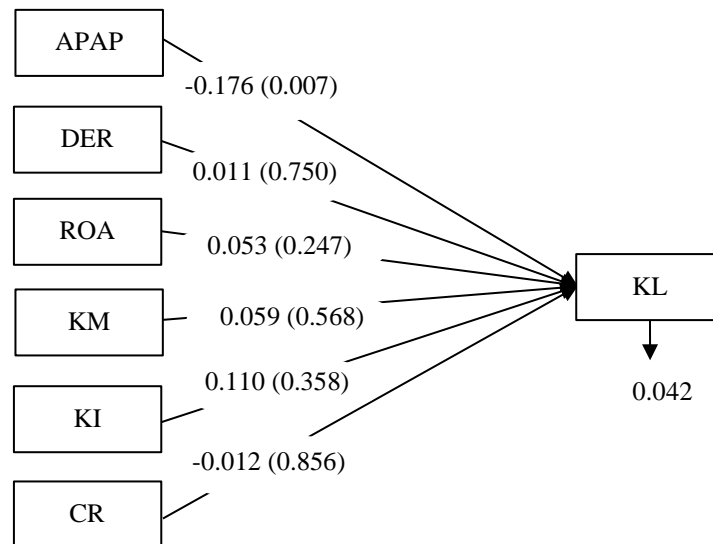 APAP
-0.176 (0.007)
DER
0.011 (0.750)
ROA
0.053 (0.247)
KL
KM
0.059 (0.568)
0.110 (0.358)
0.042
KI
-0.012 (0.856)
CR